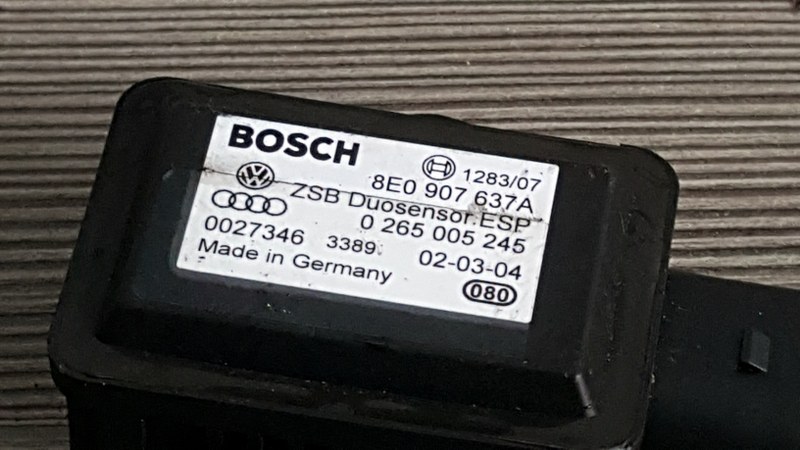 BOSCH
1283/07
8E0 907 637A
ZSB Duosensor:ESP
0 265 005 245
0027346 3389. 02-03-04
Made in Germany
080